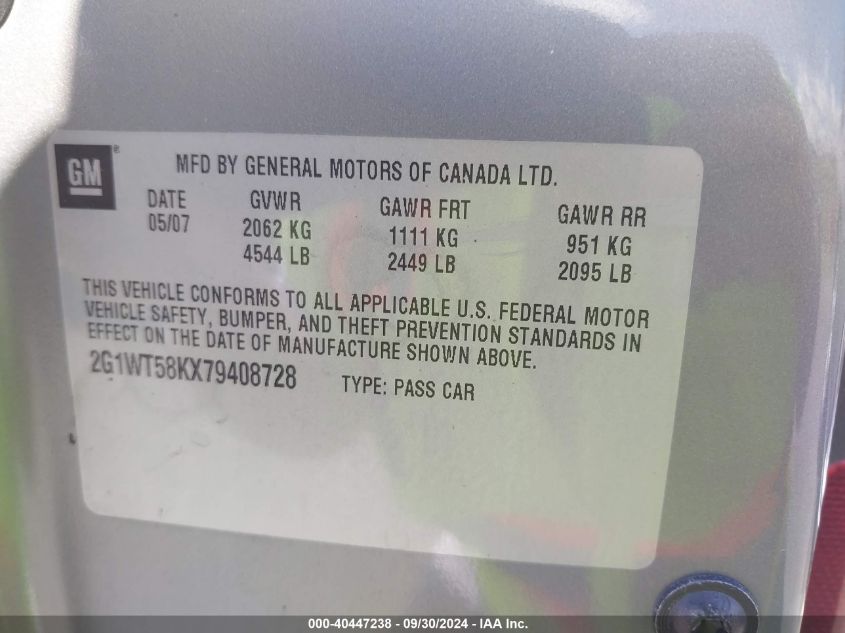 GM®
MFD BY GENERAL MOTORS OF CANADA LTD.
DATE GVWR GAWR FRT GAWR RR
05/07 2062 KG 1111 KG 951 KG
4544 LB 2449 LB 2095 LB
THIS VEHICLE CONFORMS TO ALL APPLICABLE U.S. FEDERAL MOTOR
VEHICLE SAFETY, BUMPER, AND THEFT PREVENTION STANDARDS IN
EFFECT ON THE DATE OF MANUFACTURE SHOWN ABOVE.
2G1WT58KX79408728 TYPE: PASS CAR
000-40447238 - 09/30/2024 - IAA Inc.